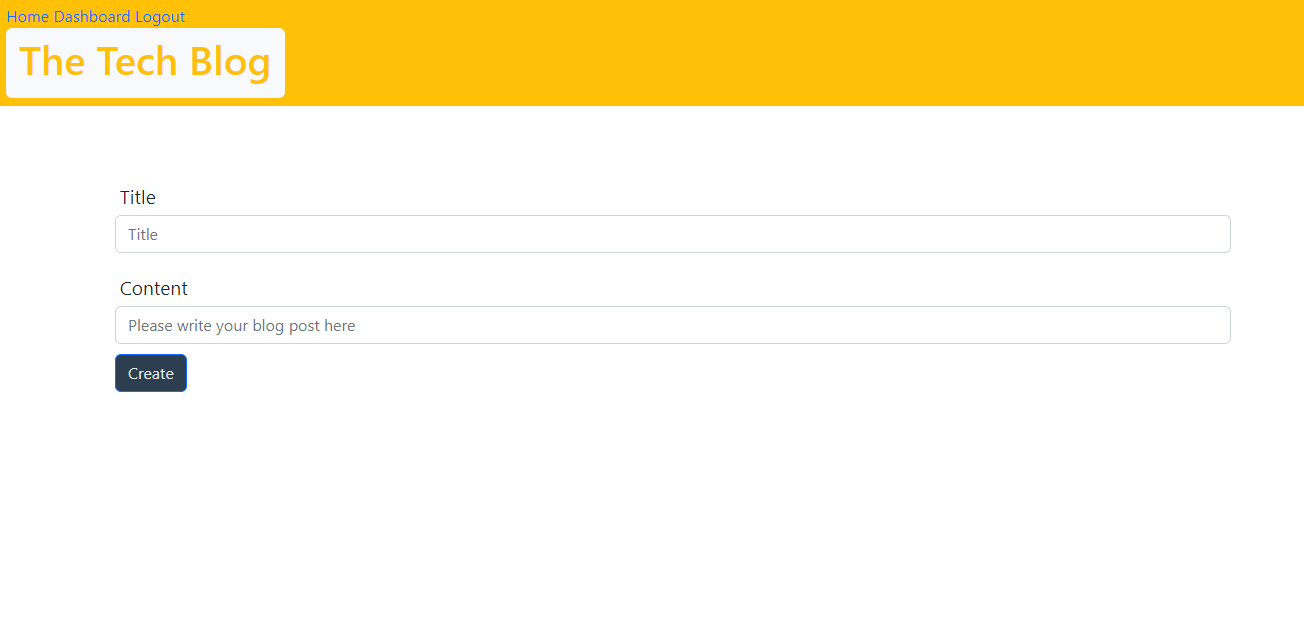 Home Dashboard Logout
The Tech Blog
Title
Title
Content
Please write your blog post here
Create